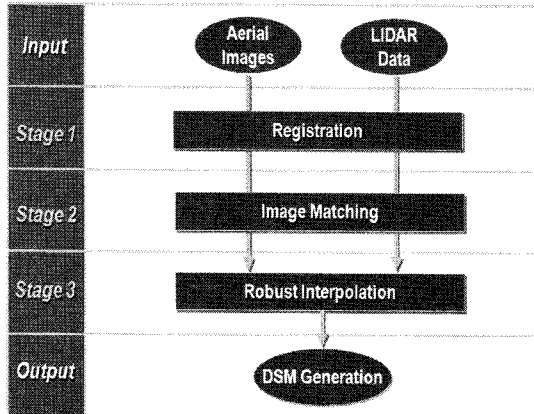 Input
Aerial
Images
LIDAR
Data
Stage 1
Registration
Stage 2
Image Matching
Stage 3
Robust Interpolation
Output
DSM Generation